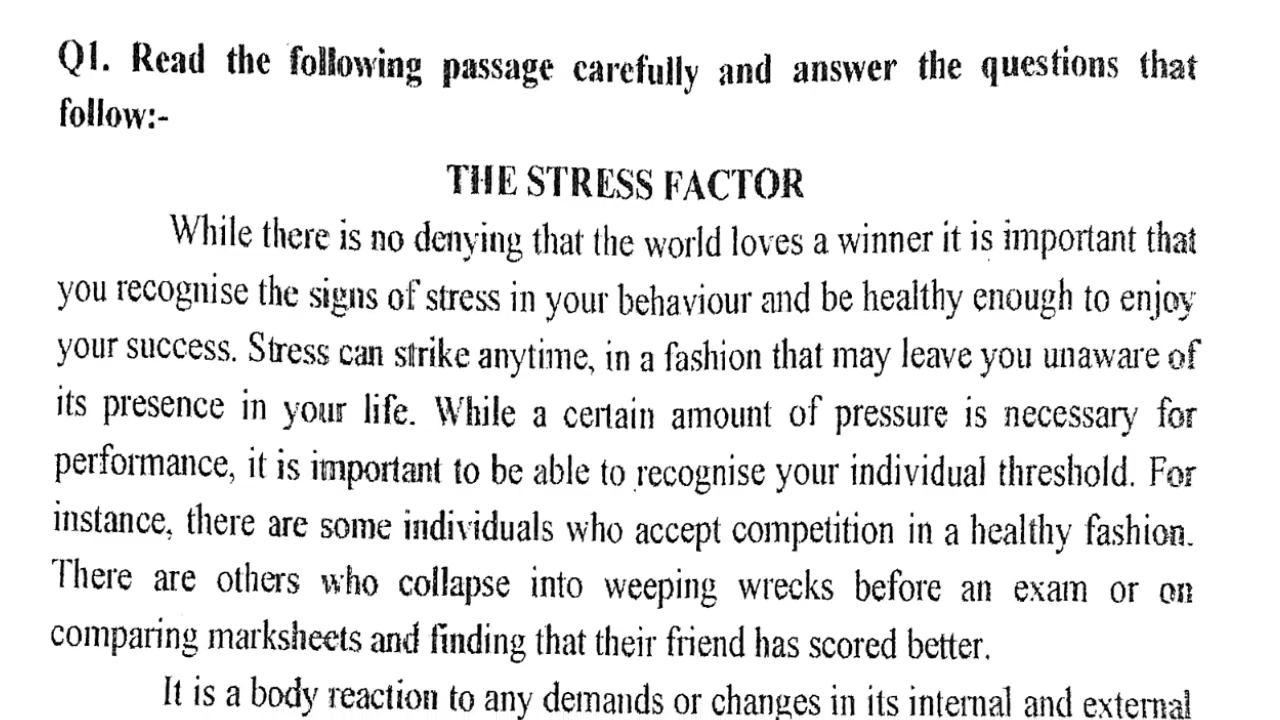 Q1. Read the following passage carefully and answer the questions that
follow:-
THE STRESS FACTOR
While there is no denying that the world loves a winner it is important that
you recognise the signs of stress in your behaviour and be healthy enough to enjoy
your success. Stress can strike anytime, in a fashion that may leave you unaware of
its presence in your life. While a certain amount of pressure is necessary for
performance, it is important to be able to recognise your individual threshold. For
instance, there are some individuals who accept competition in a healthy fashion.
There are others who collapse into weeping wrecks before an exam or on
comparing marksheets and finding that their friend has scored better.
It is a body reaction to any demands or changes in its internal and external